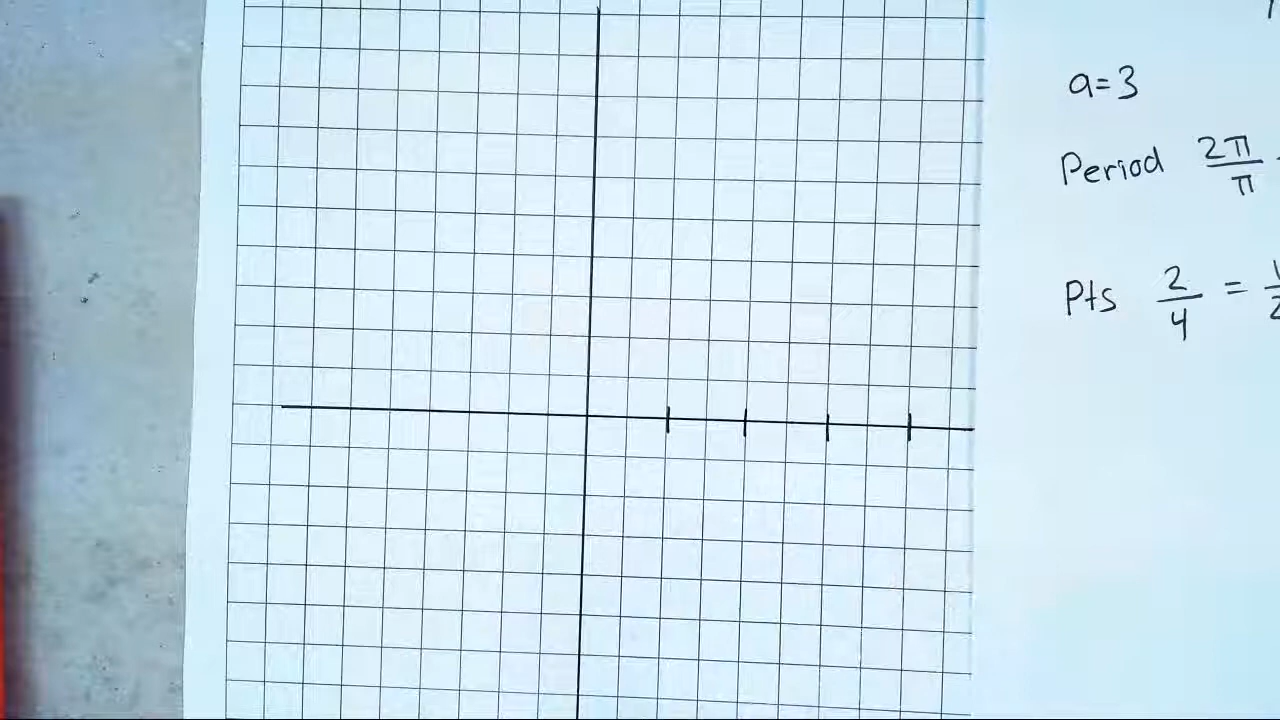 a=3
Period 2π/π
Pts 2/4 =